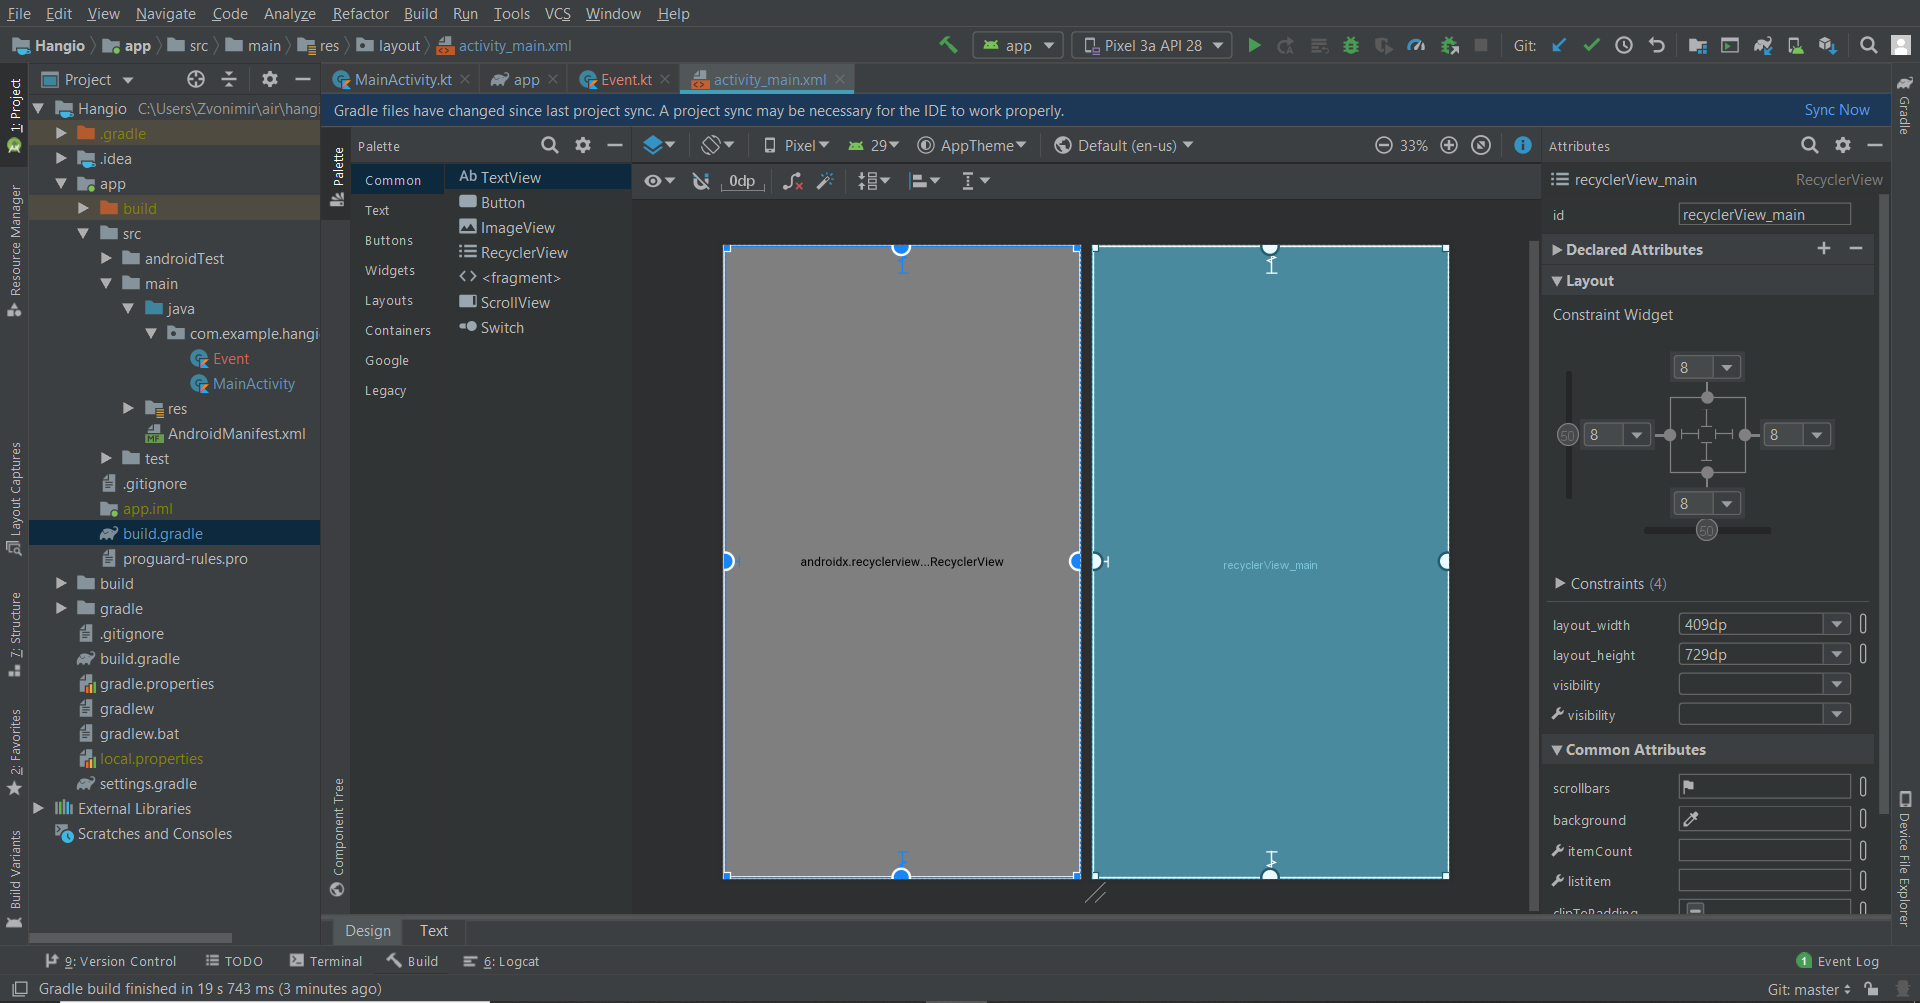 File Edit View Navigate Code Analyze Refactor Build Run Tools VCS Window Help
Hangio app src main res layout activity_main.xml
app Pixel 3a API 28 Git:
Project
MainActivity.kt app Event.kt activity_main.xml
Gradle files have changed since last project sync. A project sync may be necessary for the IDE to work properly. Sync Now
1: Project
Resource Manager
Layout Captures
7: Structure
2: Favorites
Build Variants
Hangio C:\Users\Zvonimir\air\hangi
.gradle
.idea
app
build
src
androidTest
main
java
com.example.hangi
Event
MainActivity
res
MF AndroidManifest.xml
test
.gitignore
app.iml
build.gradle
proguard-rules.pro
build
gradle
.gitignore
build.gradle
gradle.properties
gradlew
gradlew.bat
local.properties
settings.gradle
External Libraries
Scratches and Consoles
Palette
Component Tree
Palette
Common
Text
Buttons
Widgets
Layouts
Containers
Google
Legacy
Ab TextView
Button
ImageView
RecyclerView
<> <fragment>
ScrollView
Switch
Pixel 29 AppTheme Default (en-us) 33%
0dp
androidx.recyclerview...RecyclerView
recyclerView_main
Attributes
recyclerView_main RecyclerView
id recyclerView_main
Declared Attributes
Layout
Constraint Widget
8
50 8 8
8
50
Constraints (4)
layout_width 409dp
layout_height 729dp
visibility
visibility
Common Attributes
scrollbars
background
itemCount
listitem
clipToPadding
Gradle
Device File Explorer
Design Text
9: Version Control TODO Terminal Build 6: Logcat 1 Event Log
Gradle build finished in 19 s 743 ms (3 minutes ago) Git: master